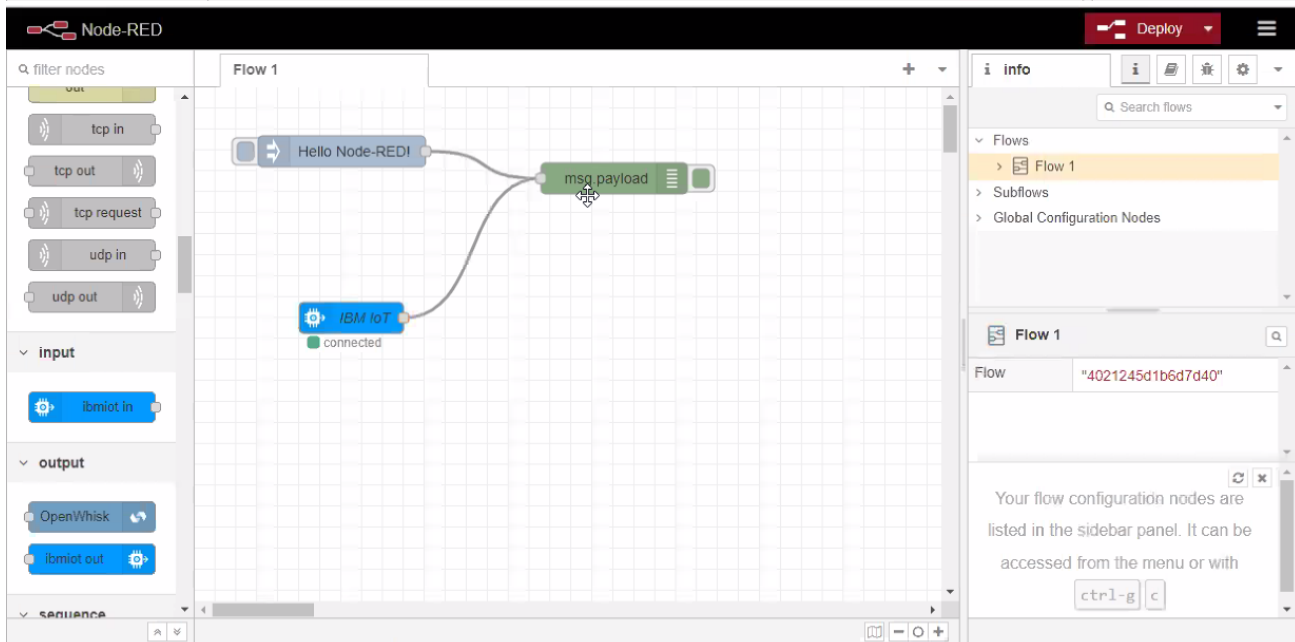 Node-RED
Deploy
filter nodes
out
tcp in
tcp out
tcp request
udp in
udp out
input
ibmiot in
output
OpenWhisk
ibmiot out
sequence
Flow 1
Hello Node-RED!
msg.payload
IBM IoT
connected
i info
i
Search flows
Flows
Flow 1
Subflows
Global Configuration Nodes
Flow 1
Flow "4021245d1b6d7d40"
Your flow configuration nodes are
listed in the sidebar panel. It can be
accessed from the menu or with
ctrl-g c